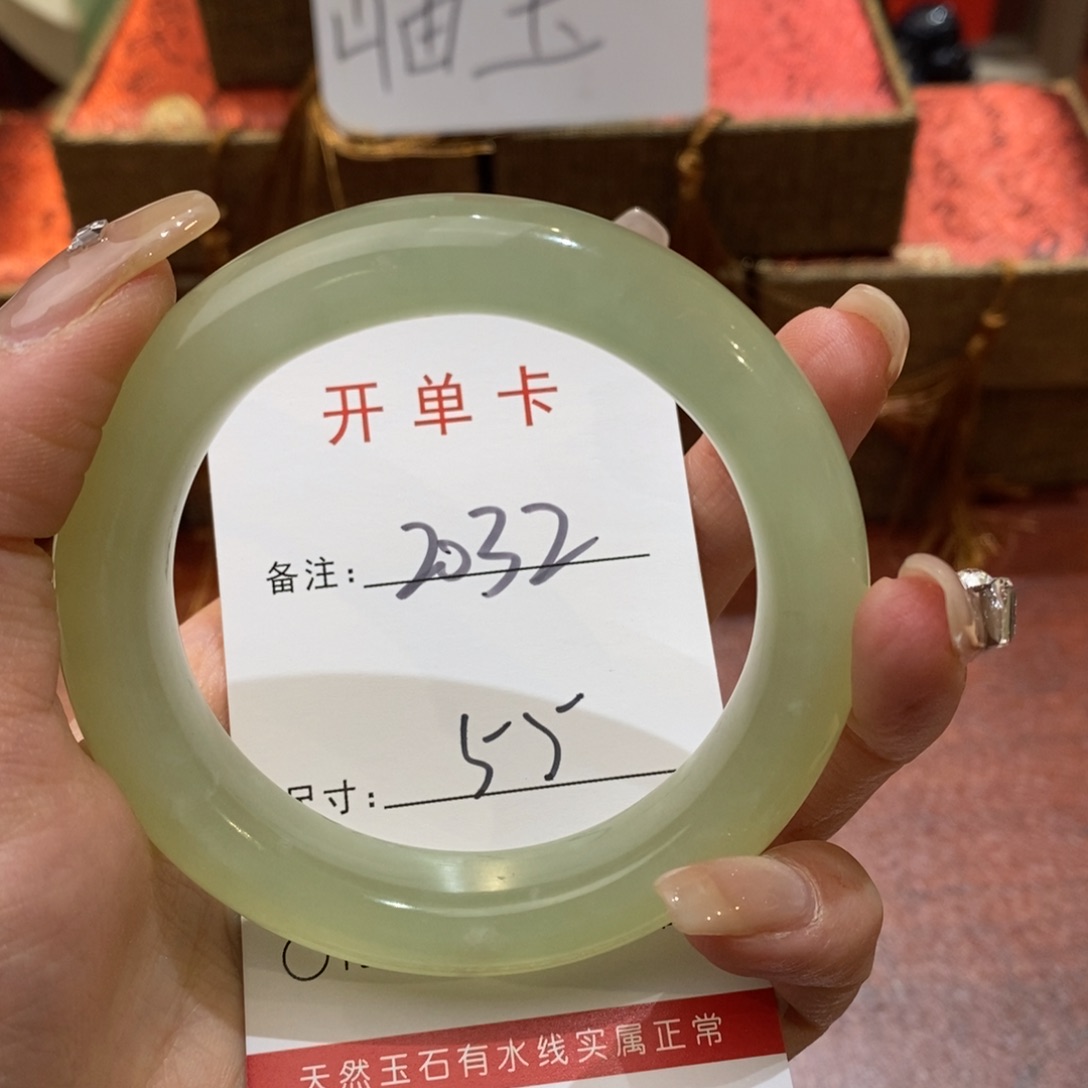 岫玉
开单卡
备注: 2032
尺寸: 55
天然玉石有水线实属正常